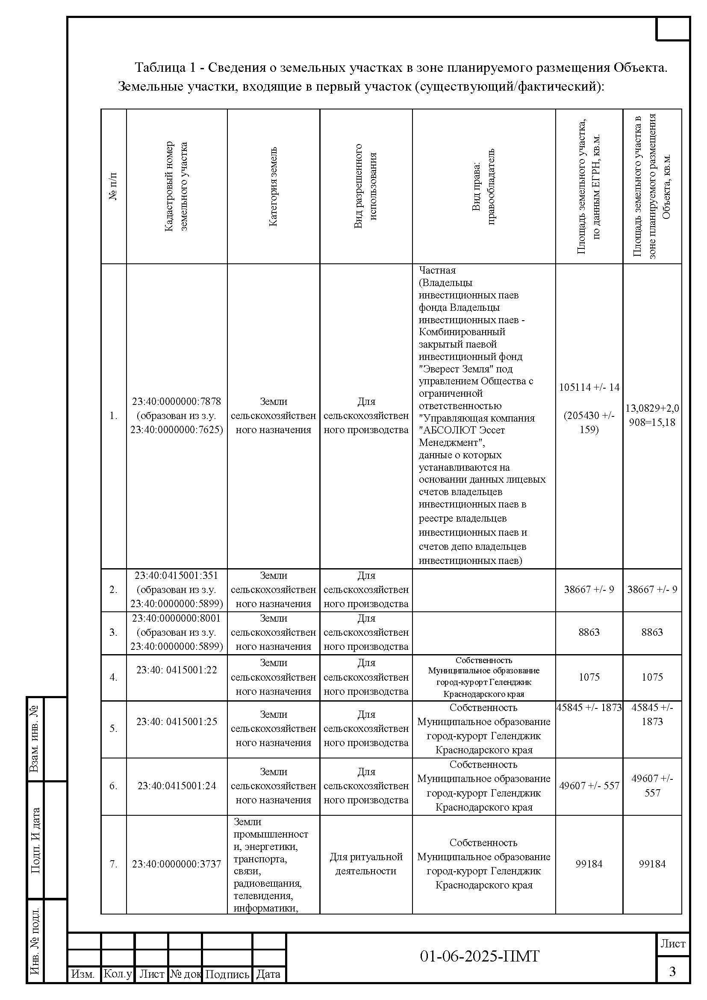 Таблица 1 - Сведения о земельных участках в зоне планируемого размещения Объекта.
Земельные участки, входящие в первый участок (существующий/фактический):
№ п/п
Кадастровый номер
земельного участка
Категория земель
Вид разрешенного
использования
Вид права:
правообладатель
Площадь земельного участка,
по данным ЕГРН, кв.м.
Площадь земельного участка в
зоне планируемого размещения
Объекта, кв.м.
1.
23:40:0000000:7878
(образован из з.у.
23:40:0000000:7625)
Земли
сельскохозяйствен
ного назначения
Для
сельскохозяйствен
ного производства
Частная
(Владельцы
инвестиционных паев
фонда Владельцы
инвестиционных паев -
Комбинированный
закрытый паевой
инвестиционный фонд
"Эверест Земля" под
управлением Общества с
ограниченной
ответственностью
"Управляющая компания
"АБСОЛЮТ Эссет
Менеджмент",
данные о которых
устанавливаются на
основании данных лицевых
счетов владельцев
инвестиционных паев в
реестре владельцев
инвестиционных паев и
счетов депо владельцев
инвестиционных паев)
105114 +/- 14
(205430 +/-
159)
13,0829+2,0
908=15,18
2.
23:40:0415001:351
(образован из з.у.
23:40:0000000:5899)
Земли
сельскохозяйствен
ного назначения
Для
сельскохозяйствен
ного производства
38667 +/- 9
38667 +/- 9
3.
23:40:0000000:8001
(образован из з.у.
23:40:0000000:5899)
Земли
сельскохозяйствен
ного назначения
Для
сельскохозяйствен
ного производства
8863
8863
4.
23:40: 0415001:22
Земли
сельскохозяйствен
ного назначения
Для
сельскохозяйствен
ного производства
Собственность
Муниципальное образование
город-курорт Геленджик
Краснодарского края
1075
1075
5.
23:40: 0415001:25
Земли
сельскохозяйствен
ного назначения
Для
сельскохозяйствен
ного производства
Собственность
Муниципальное образование
город-курорт Геленджик
Краснодарского края
45845 +/- 1873
45845 +/-
1873
6.
23:40:0415001:24
Земли
сельскохозяйствен
ного назначения
Для
сельскохозяйствен
ного производства
Собственность
Муниципальное образование
город-курорт Геленджик
Краснодарского края
49607 +/- 557
49607 +/-
557
7.
23:40:0000000:3737
Земли
промышленност
и, энергетики,
транспорта,
связи,
радиовещания,
телевидения,
информатики,
Для ритуальной
деятельности
Собственность
Муниципальное образование
город-курорт Геленджик
Краснодарского края
99184
99184
Взам. инв. №
Подп. И дата
Инв. № подл.
Изм.
Кол.у
Лист
№ док
Подпись
Дата
01-06-2025-ПМТ
Лист
3